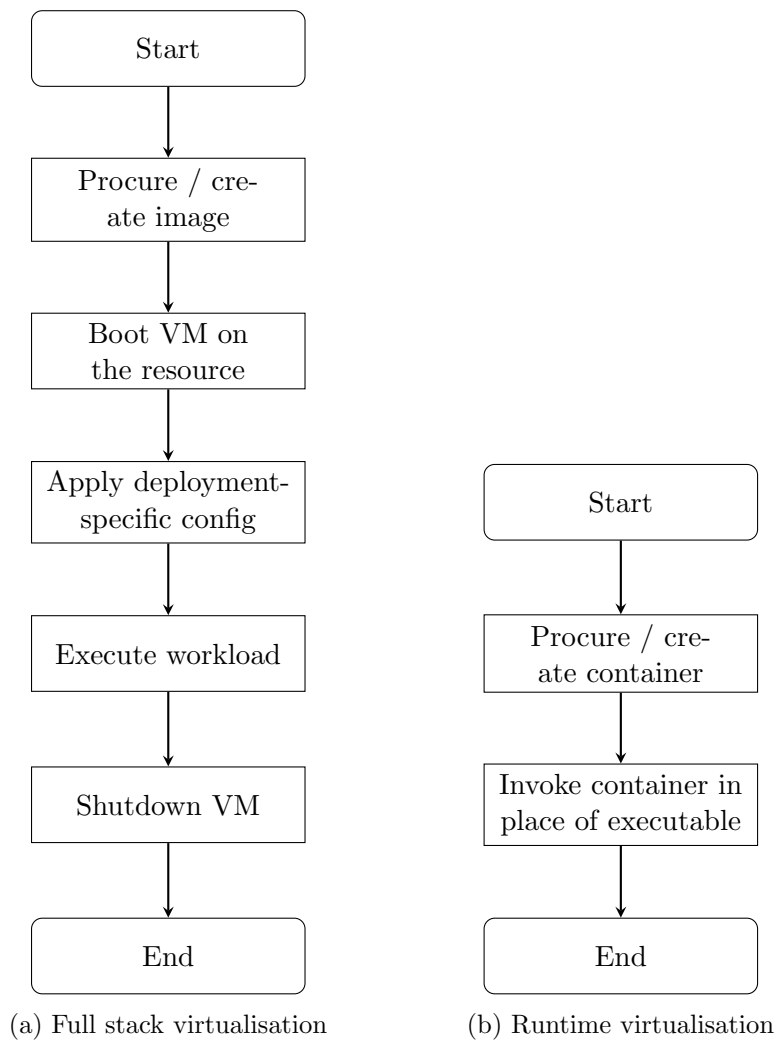 Start
Procure / cre-
ate image
Boot VM on
the resource
Apply deployment-
specific config
Execute workload
Shutdown VM
End
(a) Full stack virtualisation
Start
Procure / cre-
ate container
Invoke container in
place of executable
End
(b) Runtime virtualisation